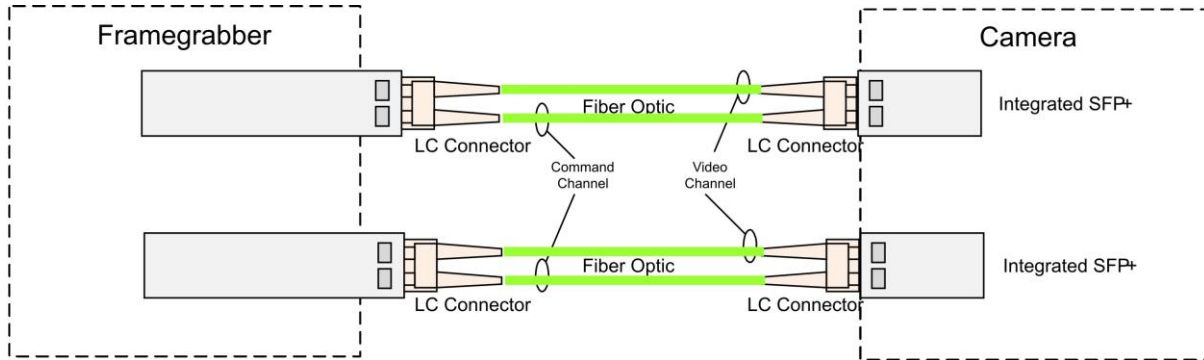 Framegrabber
Camera
Fiber Optic
Integrated SFP+
LC Connector
LC Connector
Command
Channel
Video
Channel
Fiber Optic
Integrated SFP+
LC Connector
LC Connector